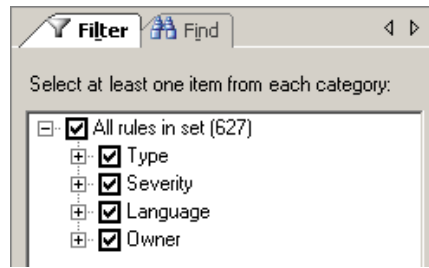 Filter Find
Select at least one item from each category:
All rules in set (627)
Type
Severity
Language
Owner